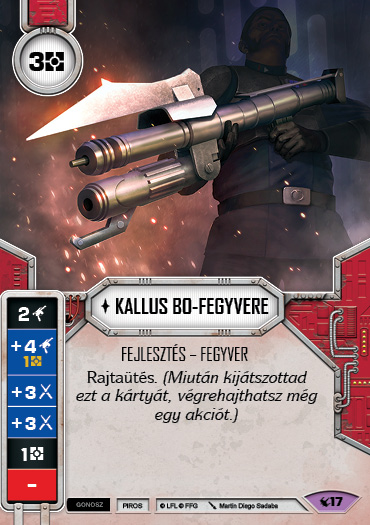 3
KALLUS BO-FEGYVERE
FEJLESZTÉS – FEGYVER
Rajtaütés. (Miután kijátszottad
ezt a kártyát, végrehajthatsz még
egy akciót.)
2
+4
1
+3
+3
1
–
GONOSZ
PIROS
© LFL © FFG
Martin Diego Sadaba
17